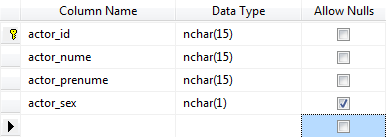 Column Name Data Type Allow Nulls
actor_id nchar(15)
actor_nume nchar(15)
actor_prenume nchar(15)
actor_sex nchar(1)